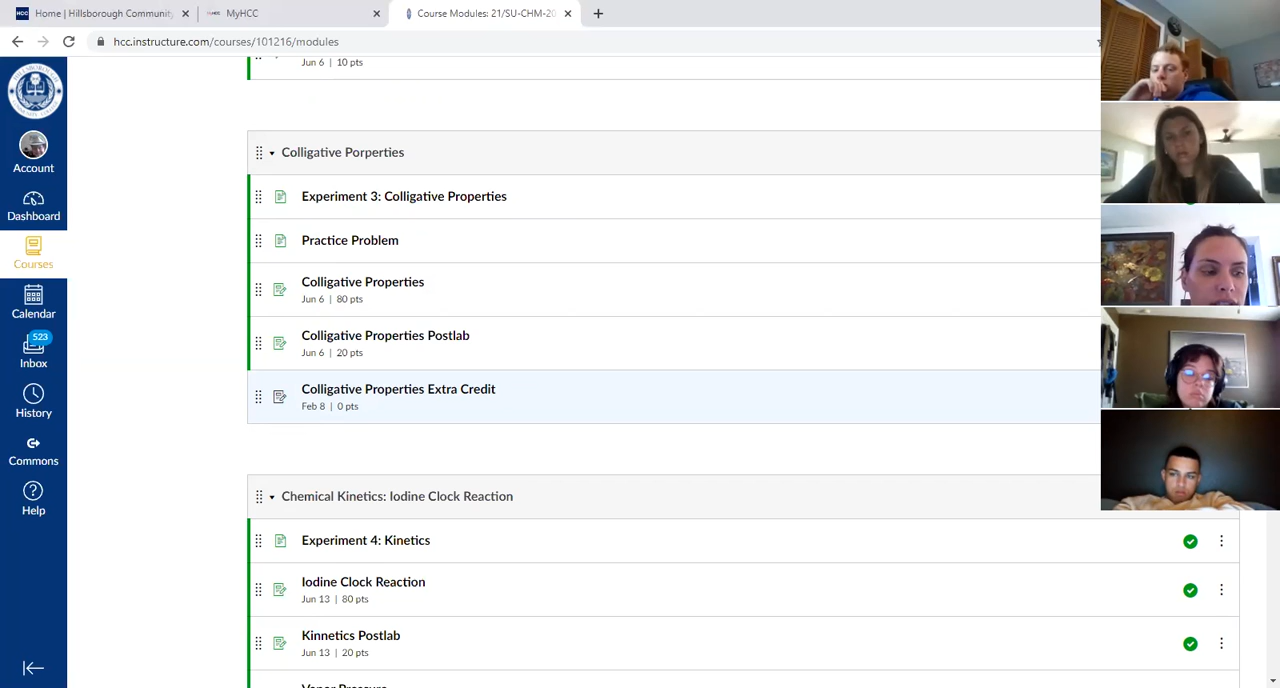 Home | Hillsborough Community
MyHCC
Course Modules: 21/SU-CHM-20
hcc.instructure.com/courses/101216/modules
Jun 6 | 10 pts
Account
Dashboard
Courses
Calendar
523
Inbox
History
Commons
Help
Colligative Porperties
Experiment 3: Colligative Properties
Practice Problem
Colligative Properties
Jun 6 | 80 pts
Colligative Properties Postlab
Jun 6 | 20 pts
Colligative Properties Extra Credit
Feb 8 | 0 pts
Chemical Kinetics: Iodine Clock Reaction
Experiment 4: Kinetics
Iodine Clock Reaction
Jun 13 | 80 pts
Kinnetics Postlab
Jun 13 | 20 pts
Vapor Pressure